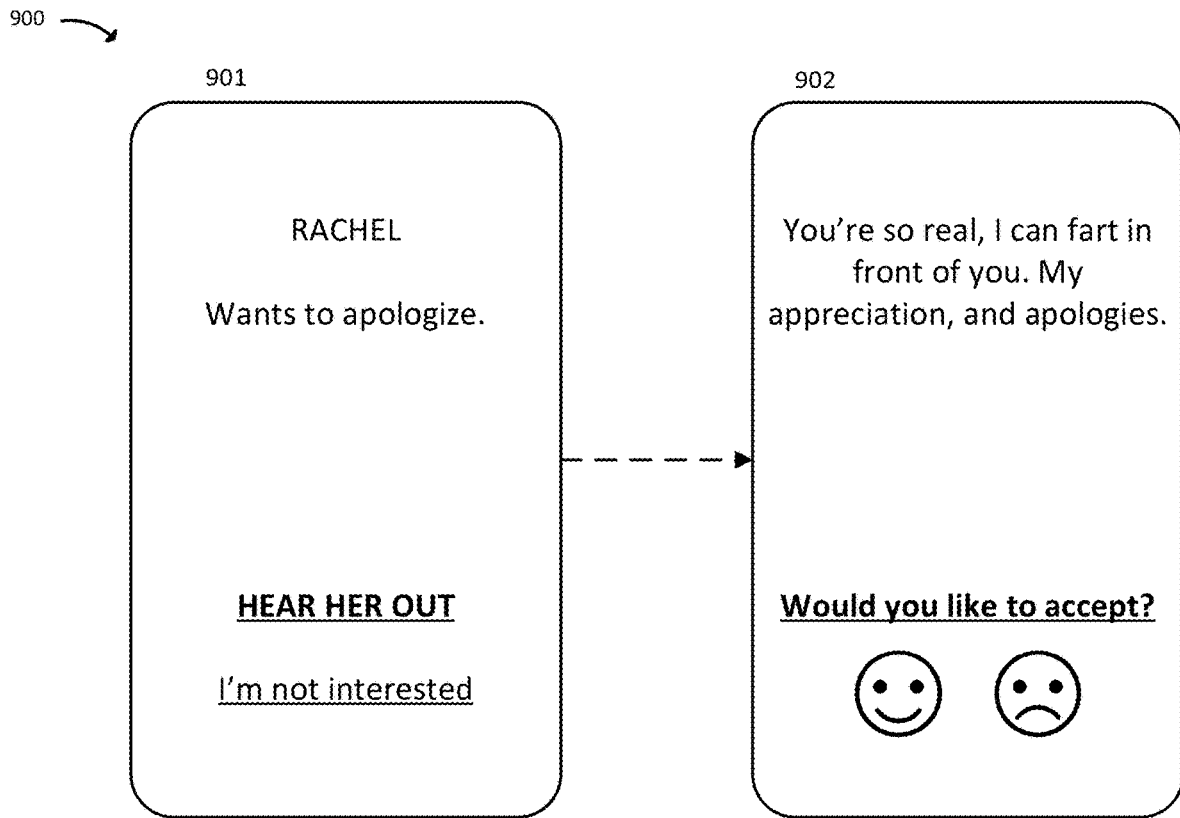 900
901
RACHEL
Wants to apologize.
HEAR HER OUT
I'm not interested
902
You're so real, I can fart in
front of you. My
appreciation, and apologies.
Would you like to accept?